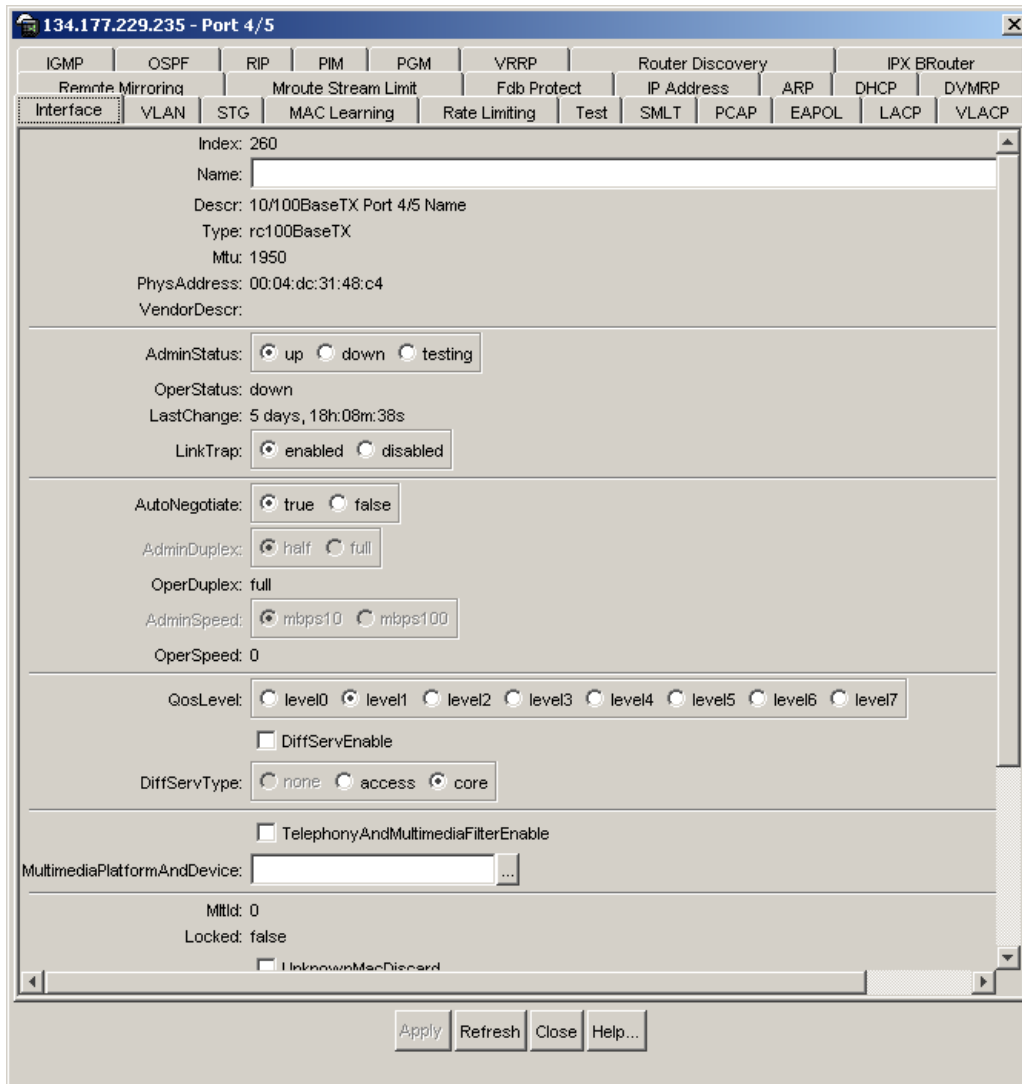 134.177.229.235 - Port 4/5
IGMP OSPF RIP PIM PGM VRRP Router Discovery IPX BRouter
Remote Mirroring Mroute Stream Limit Fdb Protect IP Address ARP DHCP DVMRP
Interface VLAN STG MAC Learning Rate Limiting Test SMLT PCAP EAPOL LACP VLACP
Index: 260
Name:
Descr: 10/100BaseTX Port 4/5 Name
Type: rc100BaseTX
Mtu: 1950
PhysAddress: 00:04:dc:31:48:c4
VendorDescr:
AdminStatus: up down testing
OperStatus: down
LastChange: 5 days, 18h:08m:38s
LinkTrap: enabled disabled
AutoNegotiate: true false
AdminDuplex: half full
OperDuplex: full
AdminSpeed: mbps10 mbps100
OperSpeed: 0
QosLevel: level0 level1 level2 level3 level4 level5 level6 level7
DiffServEnable
DiffServType: none access core
TelephonyAndMultimediaFilterEnable
MultimediaPlatformAndDevice: ...
MltId: 0
Locked: false
UnknownMacDiscard
Apply Refresh Close Help...